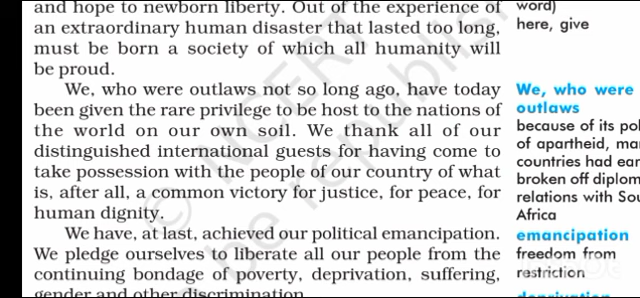 and hope to newborn liberty. Out of the experience of
an extraordinary human disaster that lasted too long,
must be born a society of which all humanity will
be proud.
We, who were outlaws not so long ago, have today
been given the rare privilege to be host to the nations of
the world on our own soil. We thank all of our
distinguished international guests for having come to
take possession with the people of our country of what
is, after all, a common victory for justice, for peace, for
human dignity.
We have, at last, achieved our political emancipation.
We pledge ourselves to liberate all our people from the
continuing bondage of poverty, deprivation, suffering,
gender and other discrimination.
word)
here, give
We, who were
outlaws
because of its
of apartheid,
countries had
broken off
relations with
Africa
emancipation
freedom from
restriction
deprivation
© NCERT
be republis